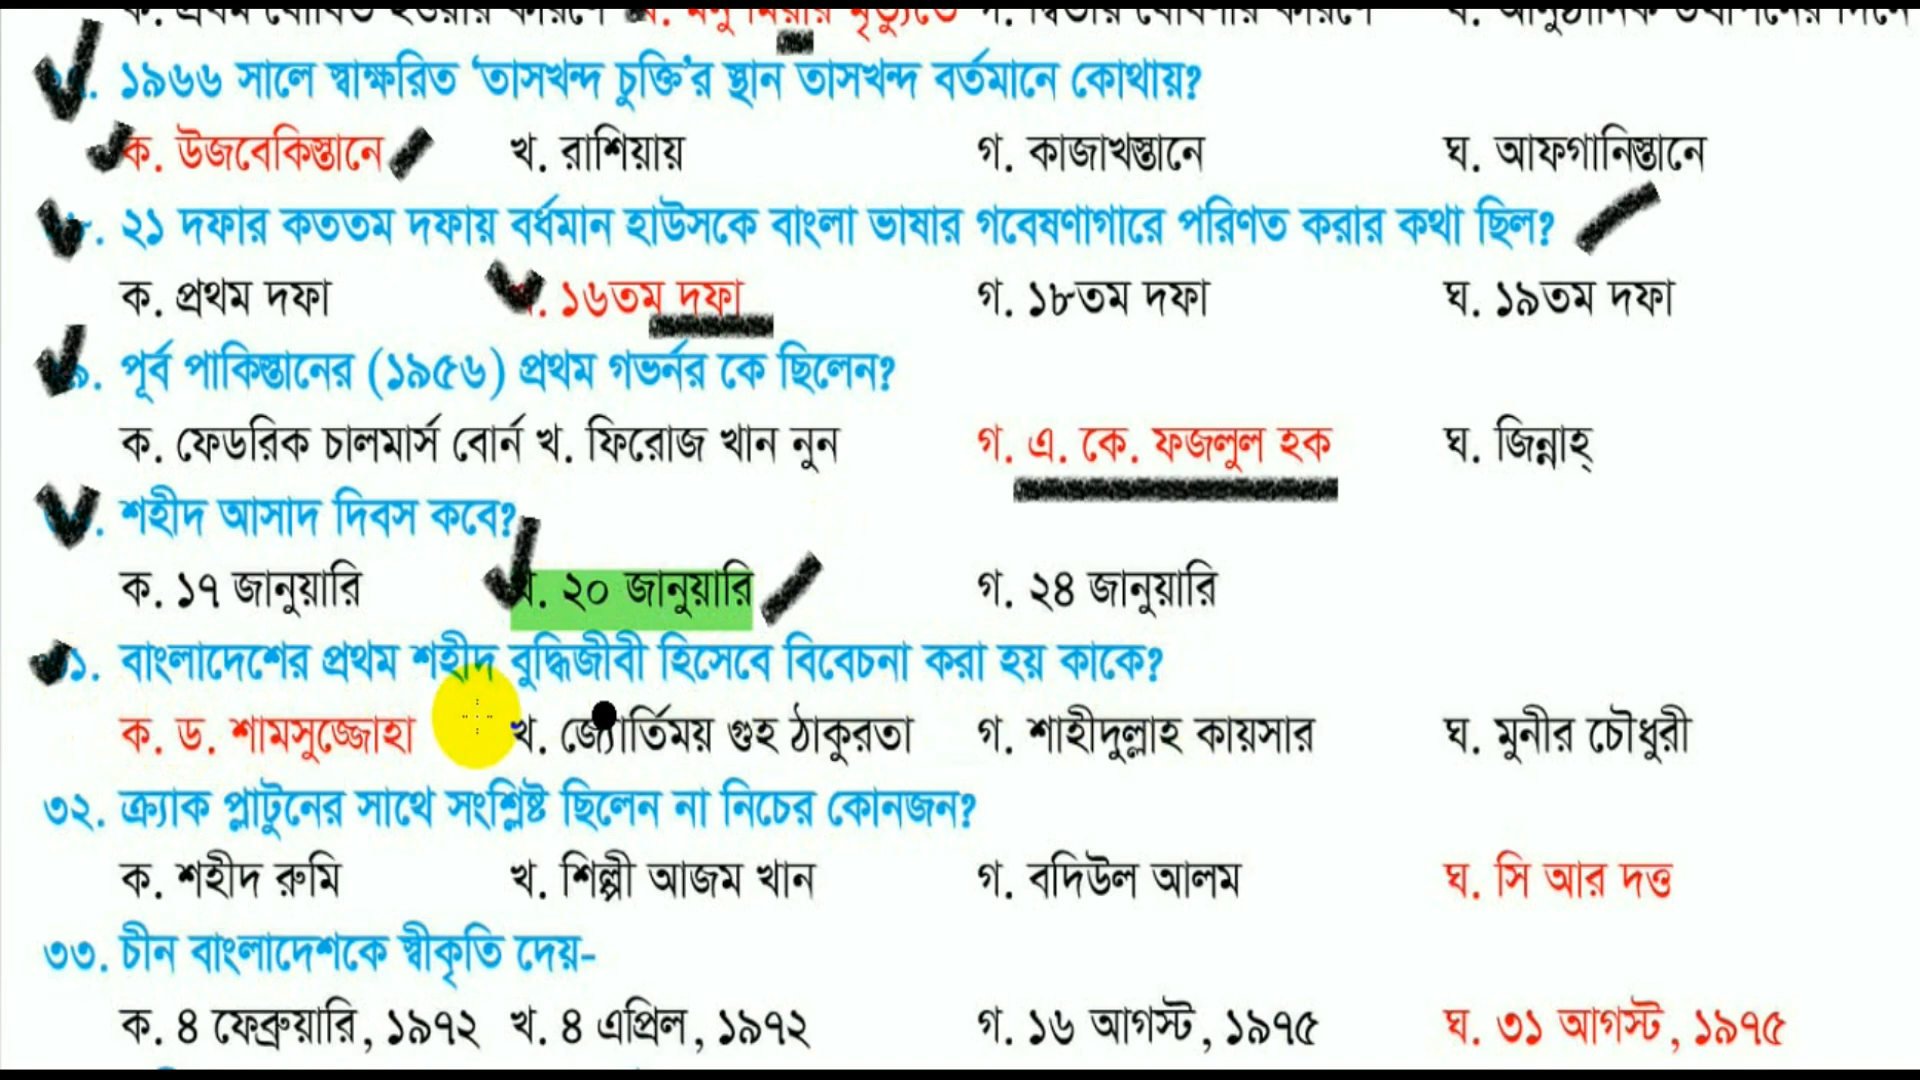 ১৯৬৬ সালে স্বাক্ষরিত ‘তাসখন্দ চুক্তি’র স্থান তাসখন্দ বর্তমানে কোথায়?
ক. উজবেকিস্তানে খ. রাশিয়ায় গ. কাজাখস্তানে ঘ. আফগানিস্তানে
২১ দফার কততম দফায় বর্ধমান হাউসকে বাংলা ভাষার গবেষণাগারে পরিণত করার কথা ছিল?
ক. প্রথম দফা ১৬তম দফা গ. ১৮তম দফা ঘ. ১৯তম দফা
পূর্ব পাকিস্তানের (১৯৫৬) প্রথম গভর্নর কে ছিলেন?
ক. ফেডরিক চালমার্স বোর্ন খ. ফিরোজ খান নুন গ. এ. কে. ফজলুল হক ঘ. জিন্নাহ্
শহীদ আসাদ দিবস কবে?
ক. ১৭ জানুয়ারি ২০ জানুয়ারি গ. ২৪ জানুয়ারি
বাংলাদেশের প্রথম শহীদ বুদ্ধিজীবী হিসেবে বিবেচনা করা হয় কাকে?
ক. ড. শামসুজ্জোহা খ. জ্যোর্তিময় গুহ ঠাকুরতা গ. শাহীদুল্লাহ কায়সার ঘ. মুনীর চৌধুরী
৩২. ক্র্যাক প্লাটুনের সাথে সংশ্লিষ্ট ছিলেন না নিচের কোনজন?
ক. শহীদ রুমি খ. শিল্পী আজম খান গ. বদিউল আলম ঘ. সি আর দত্ত
৩৩. চীন বাংলাদেশকে স্বীকৃতি দেয়-
ক. ৪ ফেব্রুয়ারি, ১৯৭২ খ. ৪ এপ্রিল, ১৯৭২ গ. ১৬ আগস্ট, ১৯৭৫ ঘ. ৩১ আগস্ট, ১৯৭৫